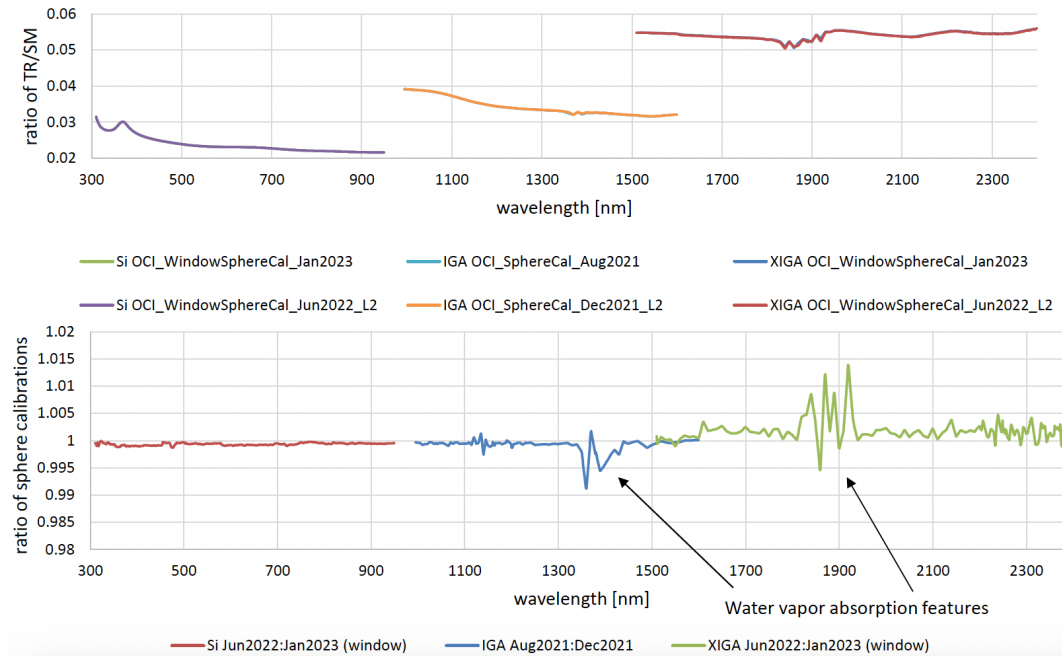 ratio of TR/SM
0.06
0.05
0.04
0.03
0.02
300 500 700 900 1100 1300 1500 1700 1900 2100 2300
wavelength [nm]
Si OCI_WindowSphereCal_Jan2023 IGA OCI_SphereCal_Aug2021 XIGA OCI_WindowSphereCal_Jan2023
Si OCI_WindowSphereCal_Jun2022_L2 IGA OCI_SphereCal_Dec2021_L2 XIGA OCI_WindowSphereCal_Jun2022_L2
ratio of sphere calibrations
1.02
1.015
1.01
1.005
1
0.995
0.99
0.985
0.98
300 500 700 900 1100 1300 1500 1700 1900 2100 2300
wavelength [nm]
Water vapor absorption features
Si Jun2022:Jan2023 (window) IGA Aug2021:Dec2021 XIGA Jun2022:Jan2023 (window)